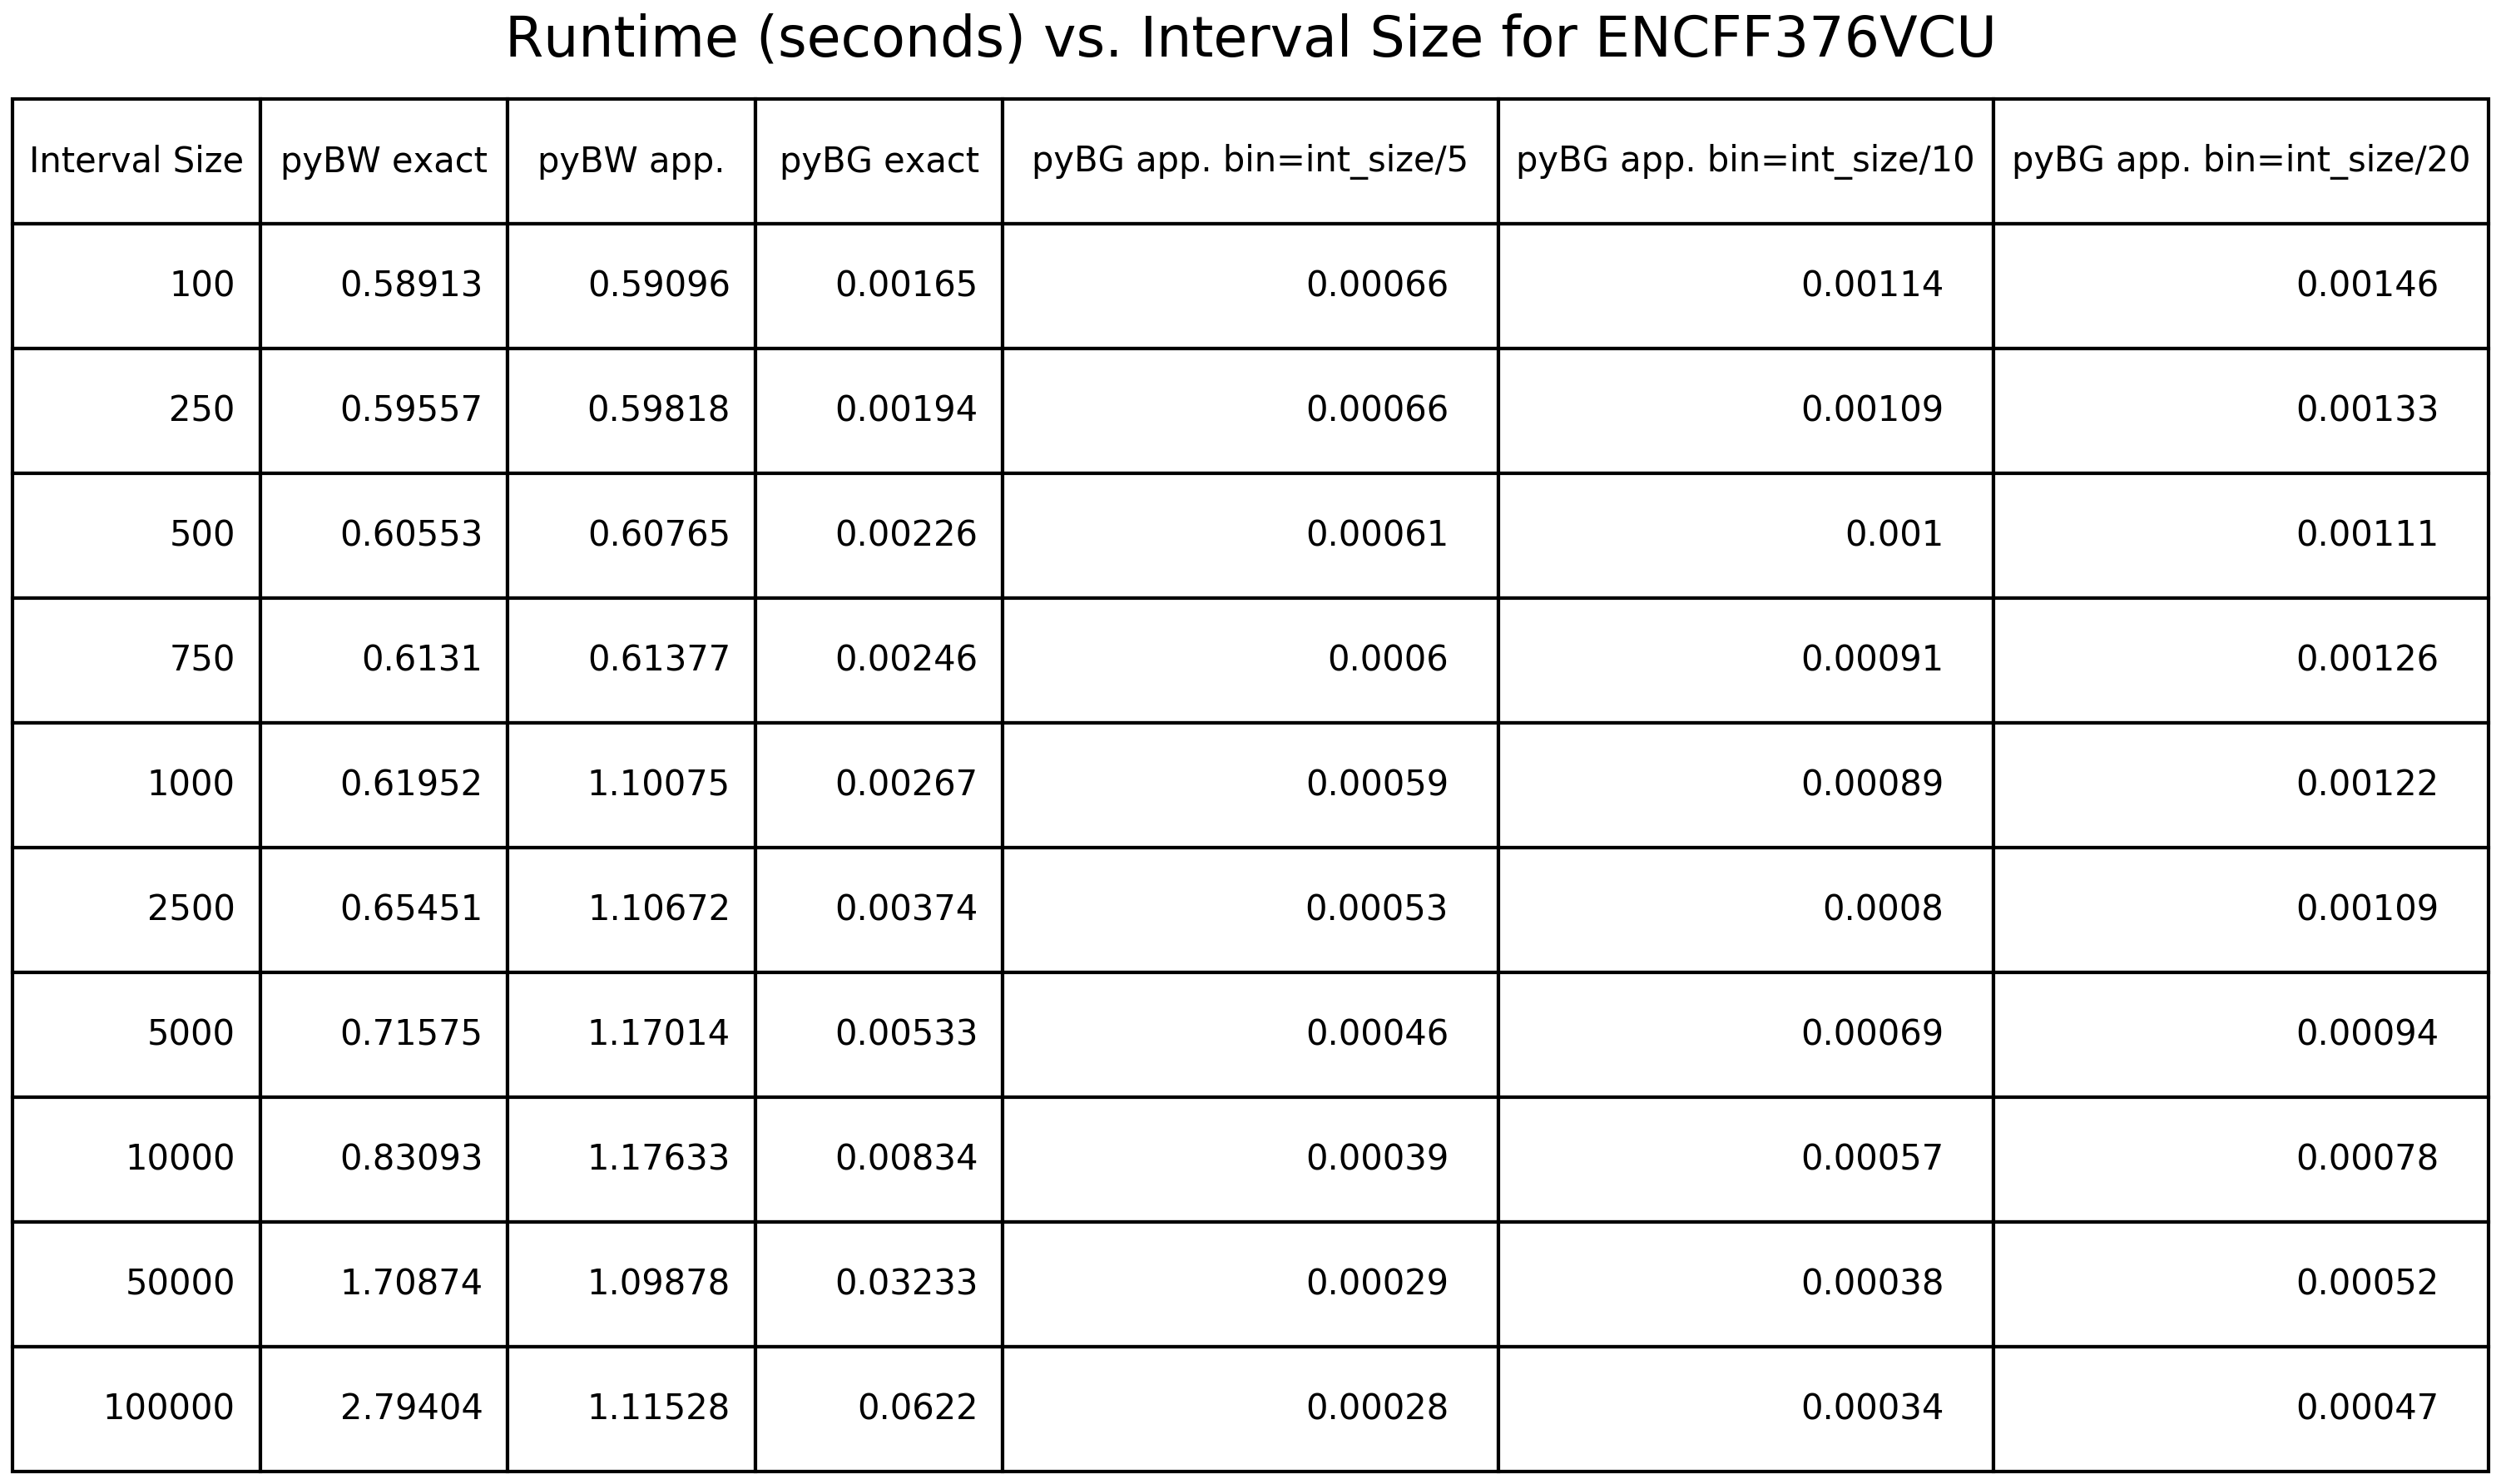 Runtime (seconds) vs. Interval Size for ENCFF376VCU
Interval Size pyBW exact pyBW app. pyBG exact pyBG app. bin=int_size/5 pyBG app. bin=int_size/10 pyBG app. bin=int_size/20
100 0.58913 0.59096 0.00165 0.00066 0.00114 0.00146
250 0.59557 0.59818 0.00194 0.00066 0.00109 0.00133
500 0.60553 0.60765 0.00226 0.00061 0.001 0.00111
750 0.6131 0.61377 0.00246 0.0006 0.00091 0.00126
1000 0.61952 1.10075 0.00267 0.00059 0.00089 0.00122
2500 0.65451 1.10672 0.00374 0.00053 0.0008 0.00109
5000 0.71575 1.17014 0.00533 0.00046 0.00069 0.00094
10000 0.83093 1.17633 0.00834 0.00039 0.00057 0.00078
50000 1.70874 1.09878 0.03233 0.00029 0.00038 0.00052
100000 2.79404 1.11528 0.0622 0.00028 0.00034 0.00047